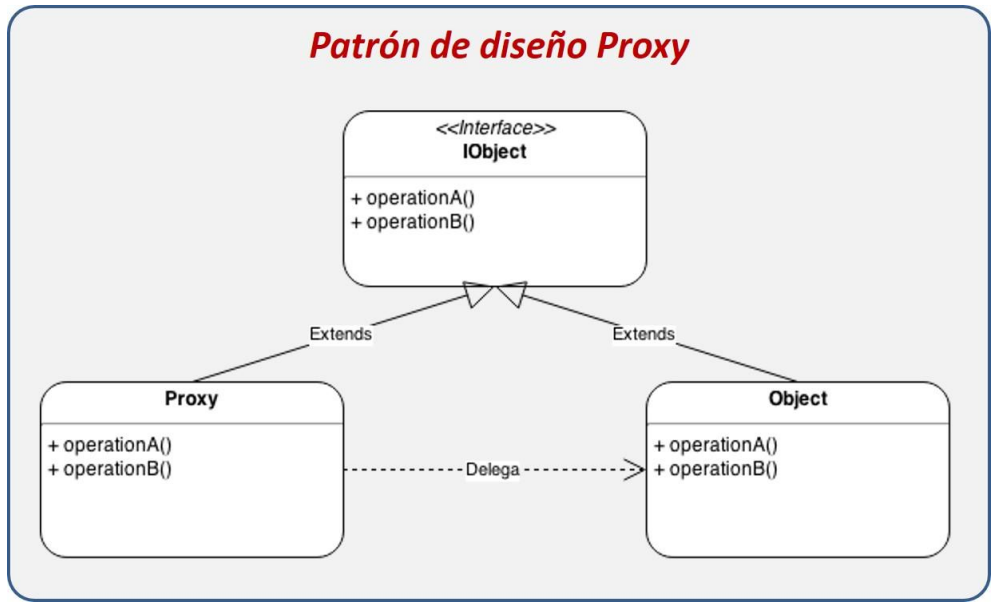 Patrón de diseño Proxy
<<Interface>>
IObject
+ operationA()
+ operationB()
Extends
Extends
Proxy
+ operationA()
+ operationB()
Delega
Object
+ operationA()
+ operationB()